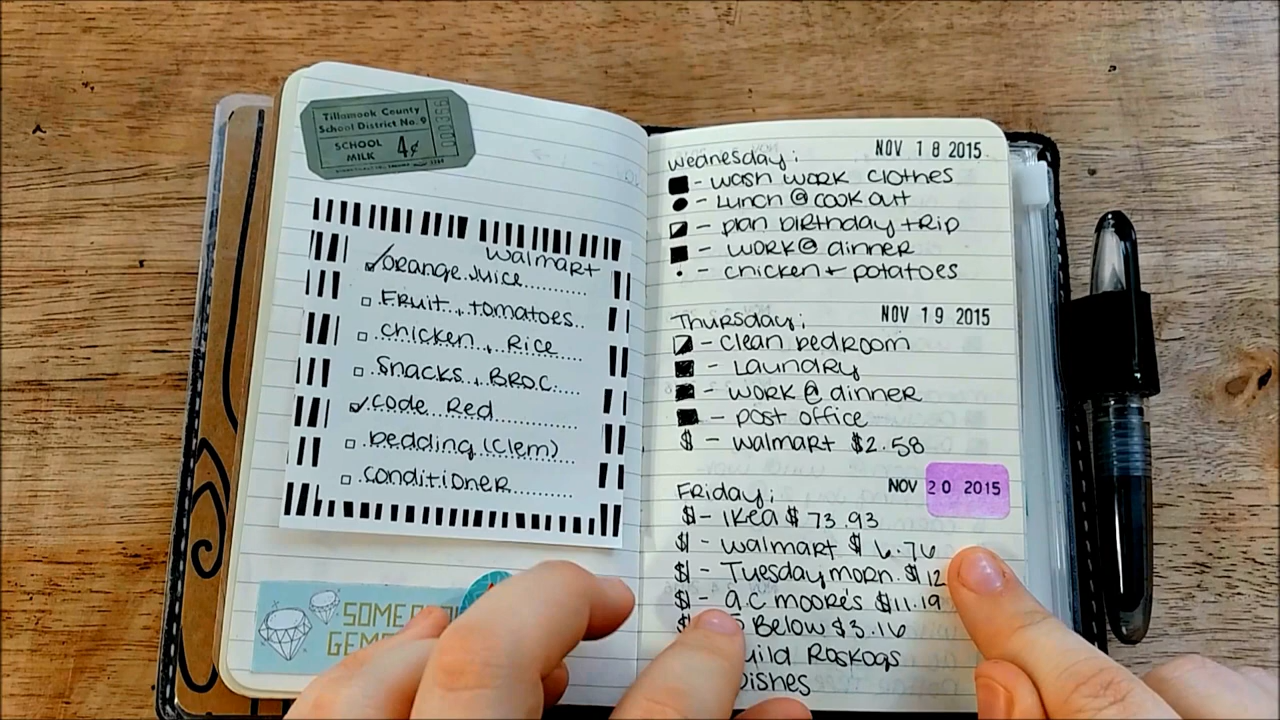 Tillamook County
School District No. 9
SCHOOL
MILK
4¢
000356
Walmart
orange juice
Fruit, tomatoes
chicken, Rice
Snacks, Broc.
code Red
bedding (Clem)
conditioner
SOME
GEM
Wednesday: NOV 18 2015
- wash work clothes
- Lunch @ cook out
- plan birthday trip
- work @ dinner
- chicken + potatoes
Thursday: NOV 19 2015
- clean bedroom
- Laundry
- work @ dinner
- post office
$ - walmart $2.58
Friday: NOV 20 2015
$ - Ikea $73.93
$ - walmart $6.76
$ - Tuesday morn. $12
$ - a.c moore's $11.19
$ Below $3.16
uild Roskogs
Dishes